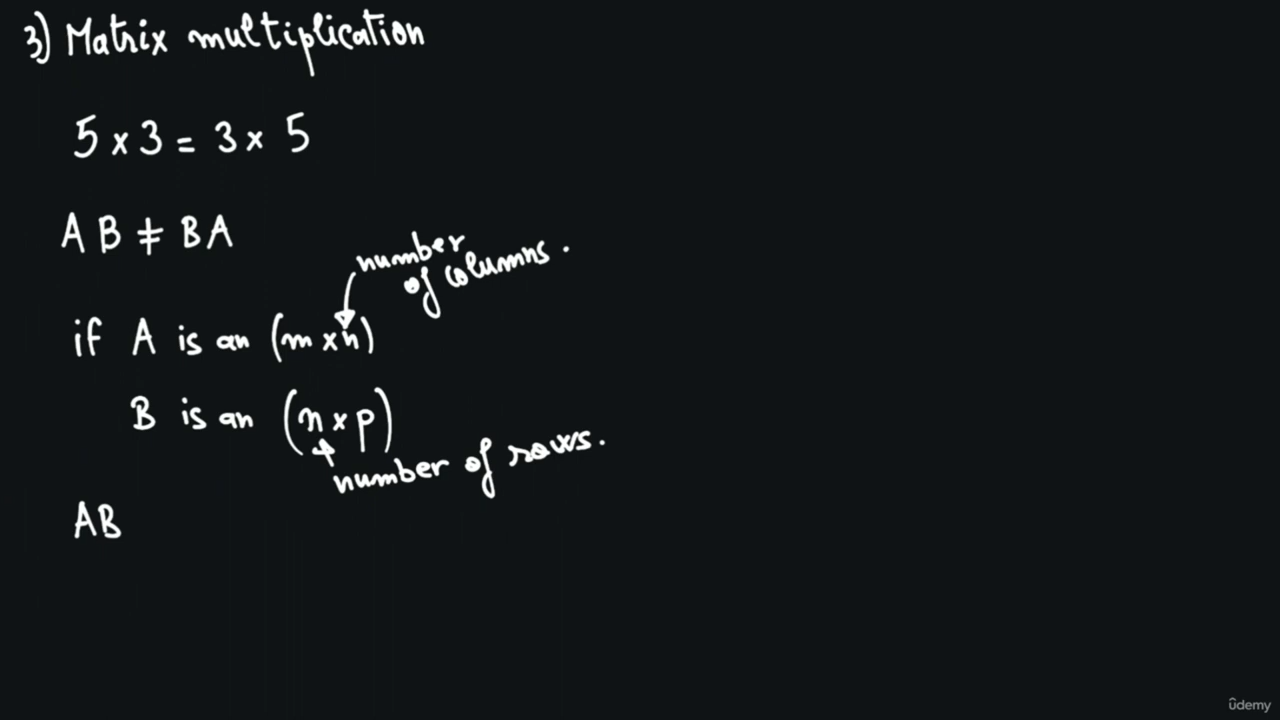 3) Matrix multiplication
5 x 3 = 3 x 5
AB ≠ BA
number
of columns.
if A is an (m x n)
B is an (n x p)
number of rows.
AB
ûdemy